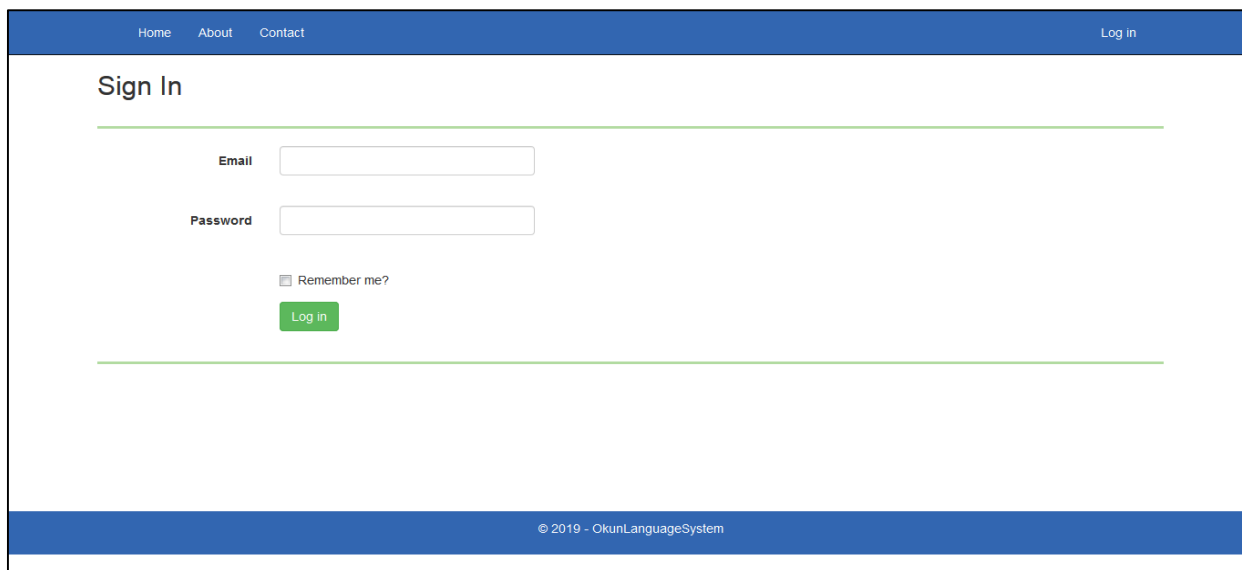 Home About Contact Log in
Sign In
Email
Password
Remember me?
Log in
© 2019 - OkunLanguageSystem